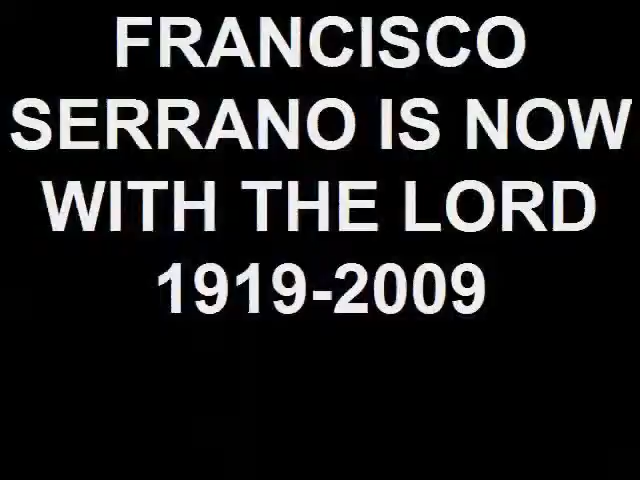 FRANCISCO
SERRANO IS NOW
WITH THE LORD
1919-2009